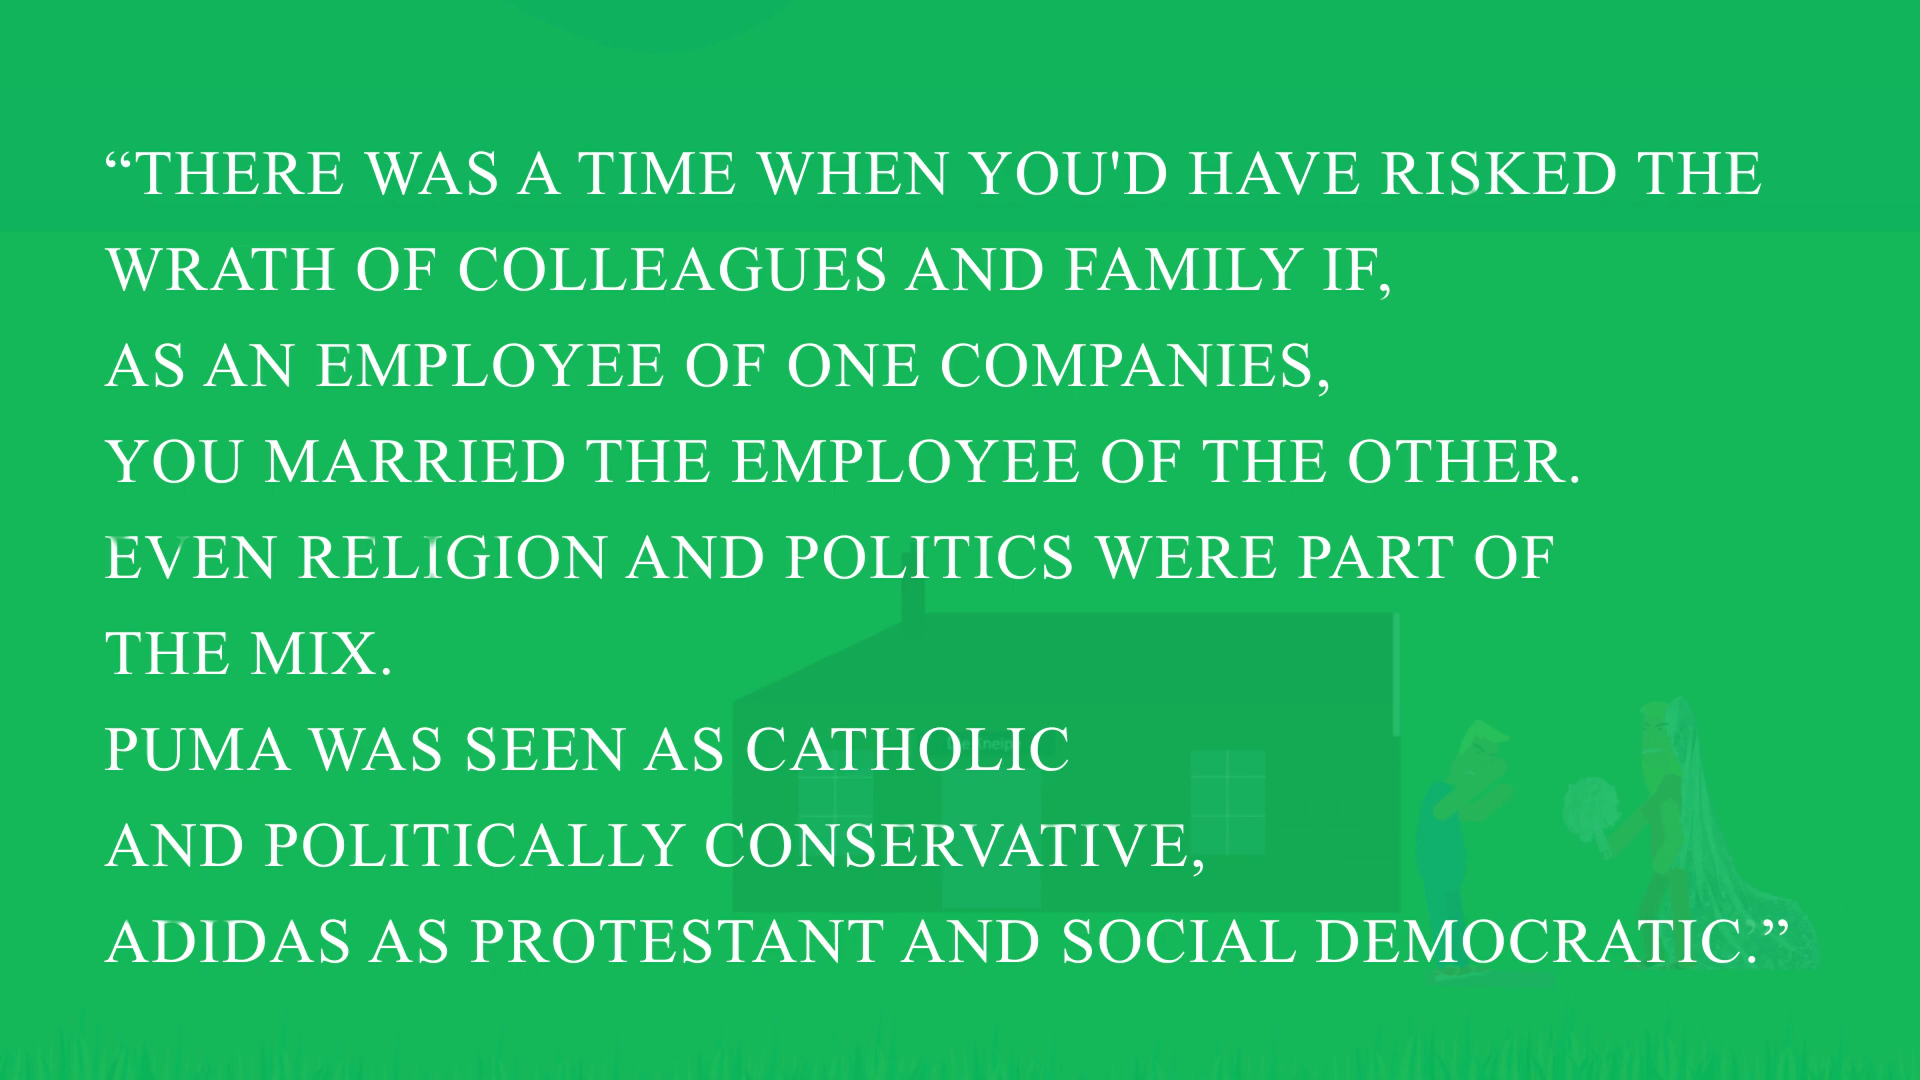 “THERE WAS A TIME WHEN YOU'D HAVE RISKED THE
WRATH OF COLLEAGUES AND FAMILY IF,
AS AN EMPLOYEE OF ONE COMPANIES,
YOU MARRIED THE EMPLOYEE OF THE OTHER.
EVEN RELIGION AND POLITICS WERE PART OF
THE MIX.
PUMA WAS SEEN AS CATHOLIC
AND POLITICALLY CONSERVATIVE,
ADIDAS AS PROTESTANT AND SOCIAL DEMOCRATIC.”